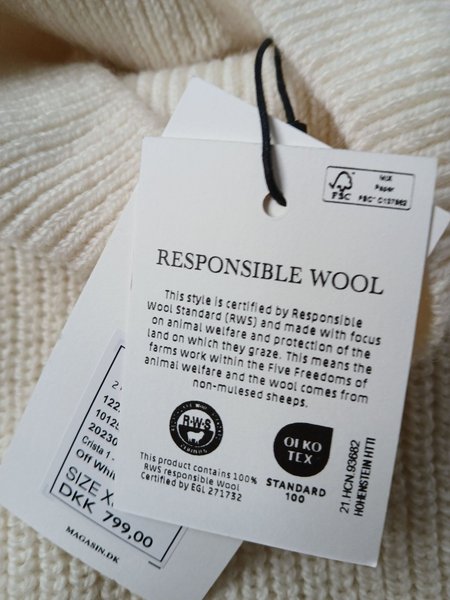 MIX
Paper
FSC
FSC® C127862
RESPONSIBLE WOOL
This style is certified by Responsible
Wool Standard (RWS) and made with focus
on animal welfare and protection of the
land on which they graze. This means the
farms work within the Five Freedoms of
animal welfare and the wool comes from
non-mulesed sheeps.
R·W·S
This product contains 100%
RWS responsible Wool
Certified by EGL 271732
OEKO
TEX
STANDARD
100
21.HCN.93682
HOHENSTEIN HTTI
Crista 1 -
Off Whi
SIZE X
DKK 799,00
MAGASIN.DK